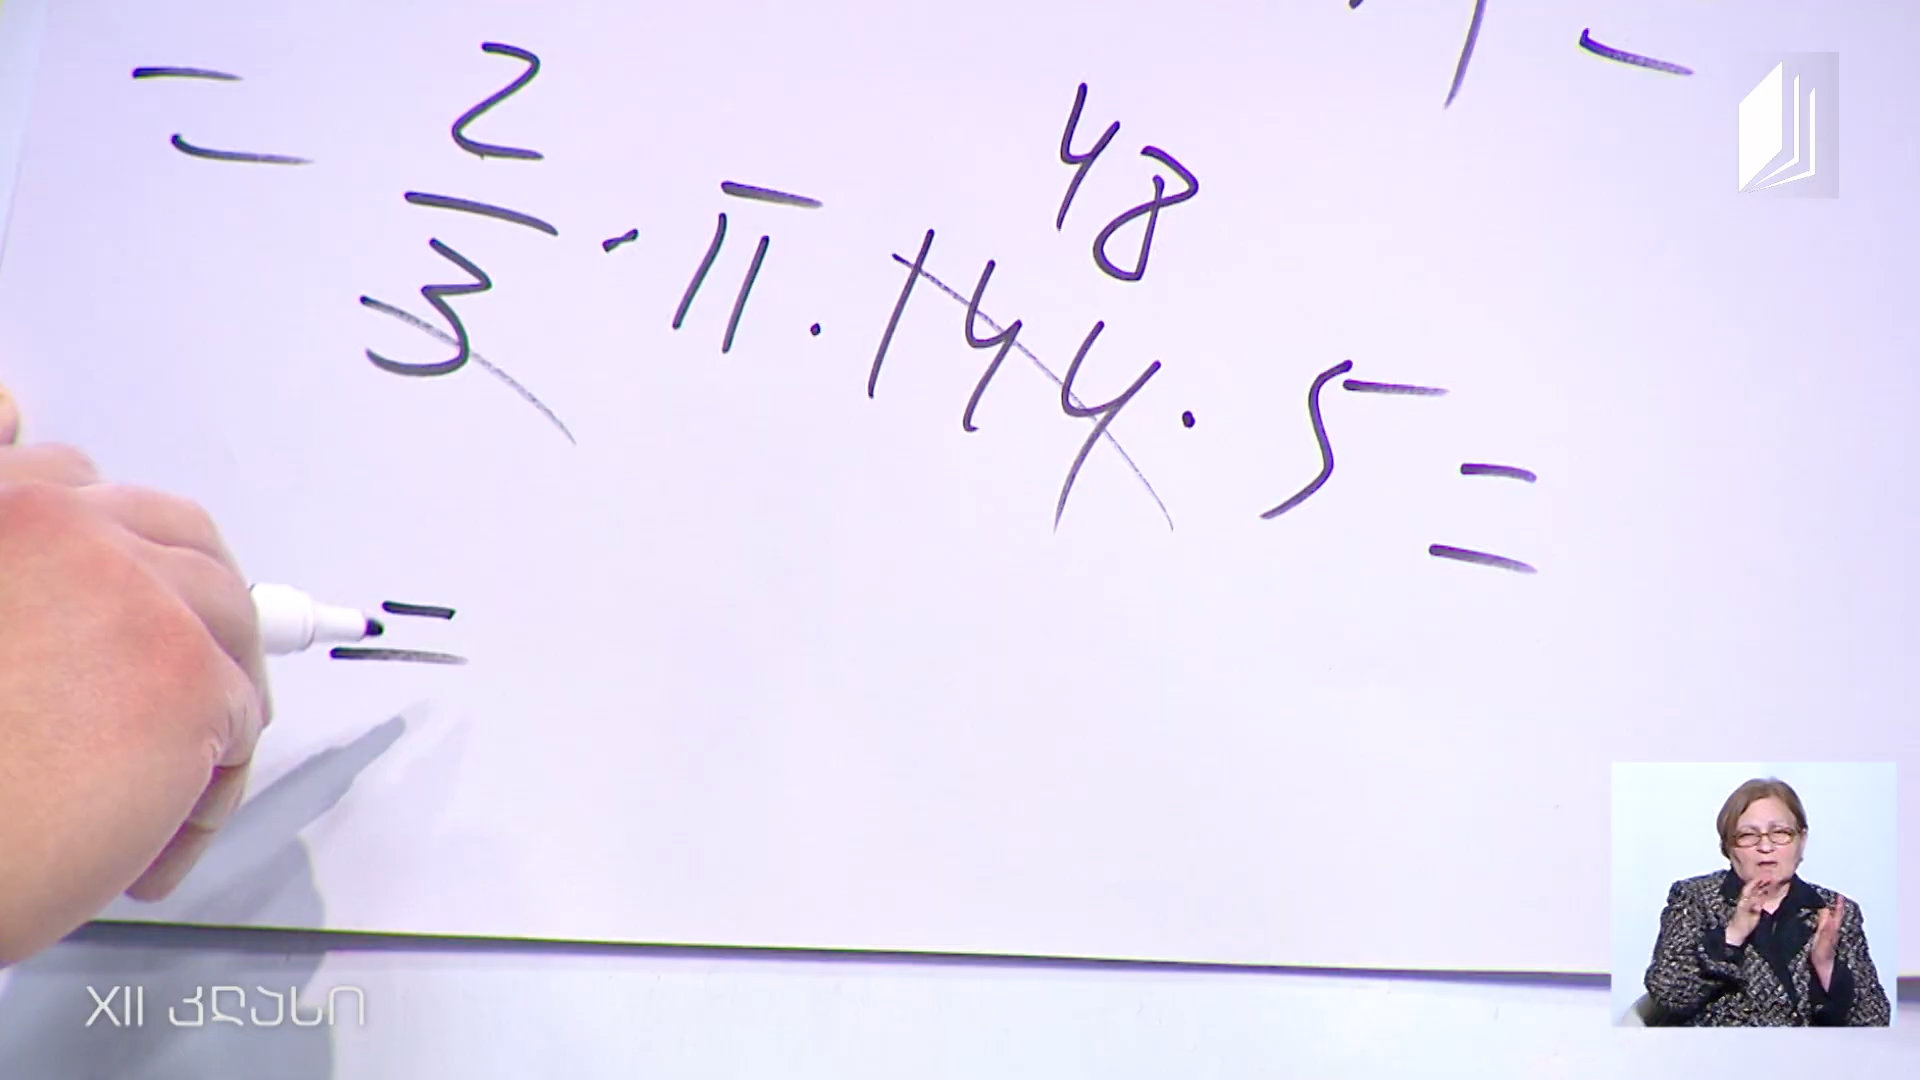 = 2/3 · π · 144 · 5 =
48
=
XII კლასი